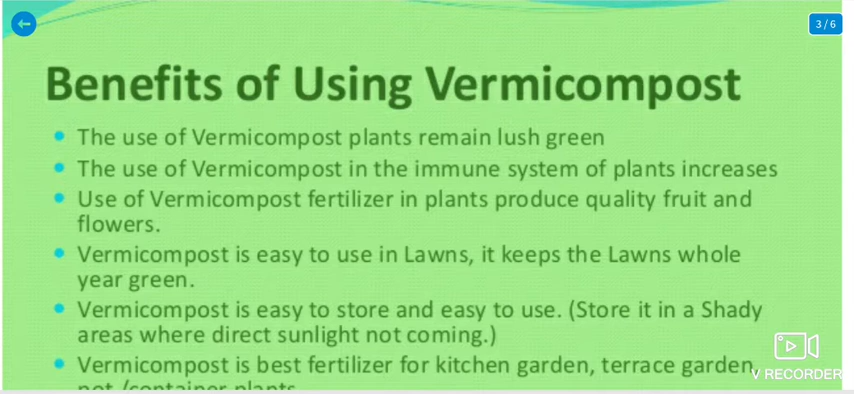 3 / 6
Benefits of Using Vermicompost
The use of Vermicompost plants remain lush green
The use of Vermicompost in the immune system of plants increases
Use of Vermicompost fertilizer in plants produce quality fruit and
flowers.
Vermicompost is easy to use in Lawns, it keeps the Lawns whole
year green.
Vermicompost is easy to store and easy to use. (Store it in a Shady
areas where direct sunlight not coming.)
Vermicompost is best fertilizer for kitchen garden, terrace garden,
V RECORDER
/container plants